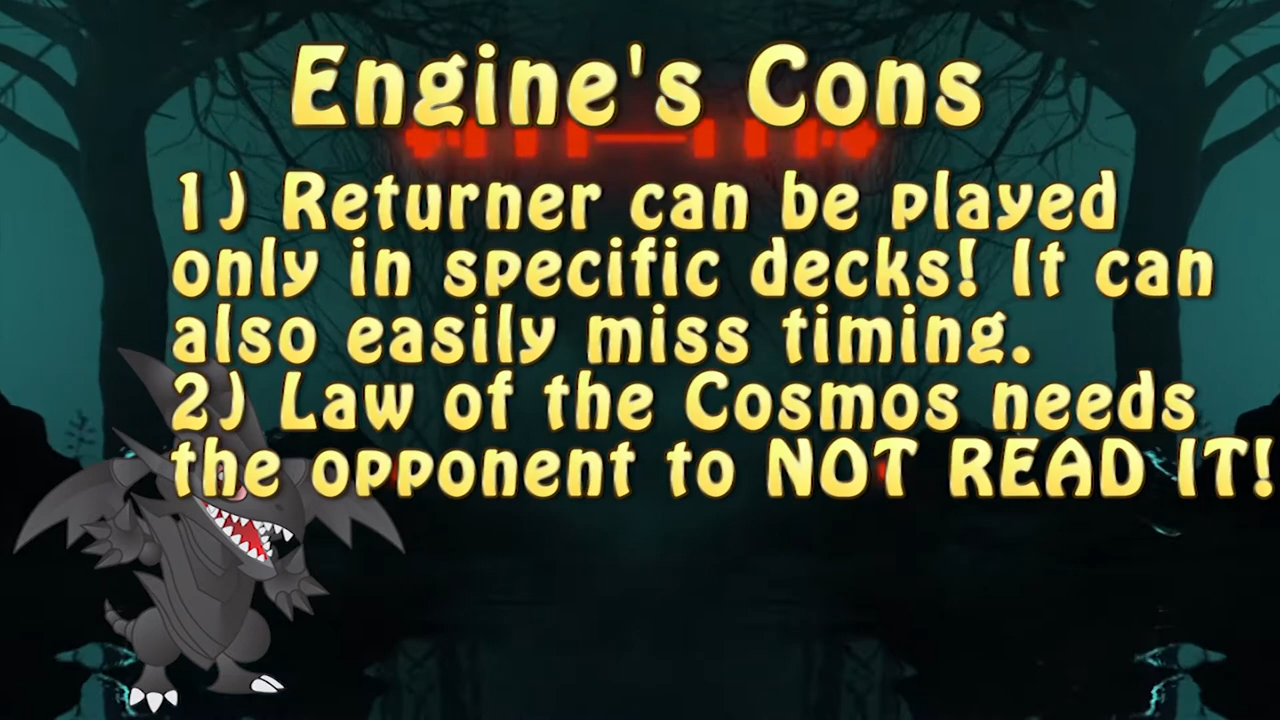 Engine's Cons
1) Returner can be played
only in specific decks! It can
also easily miss timing.
2) Law of the Cosmos needs
the opponent to NOT READ IT!